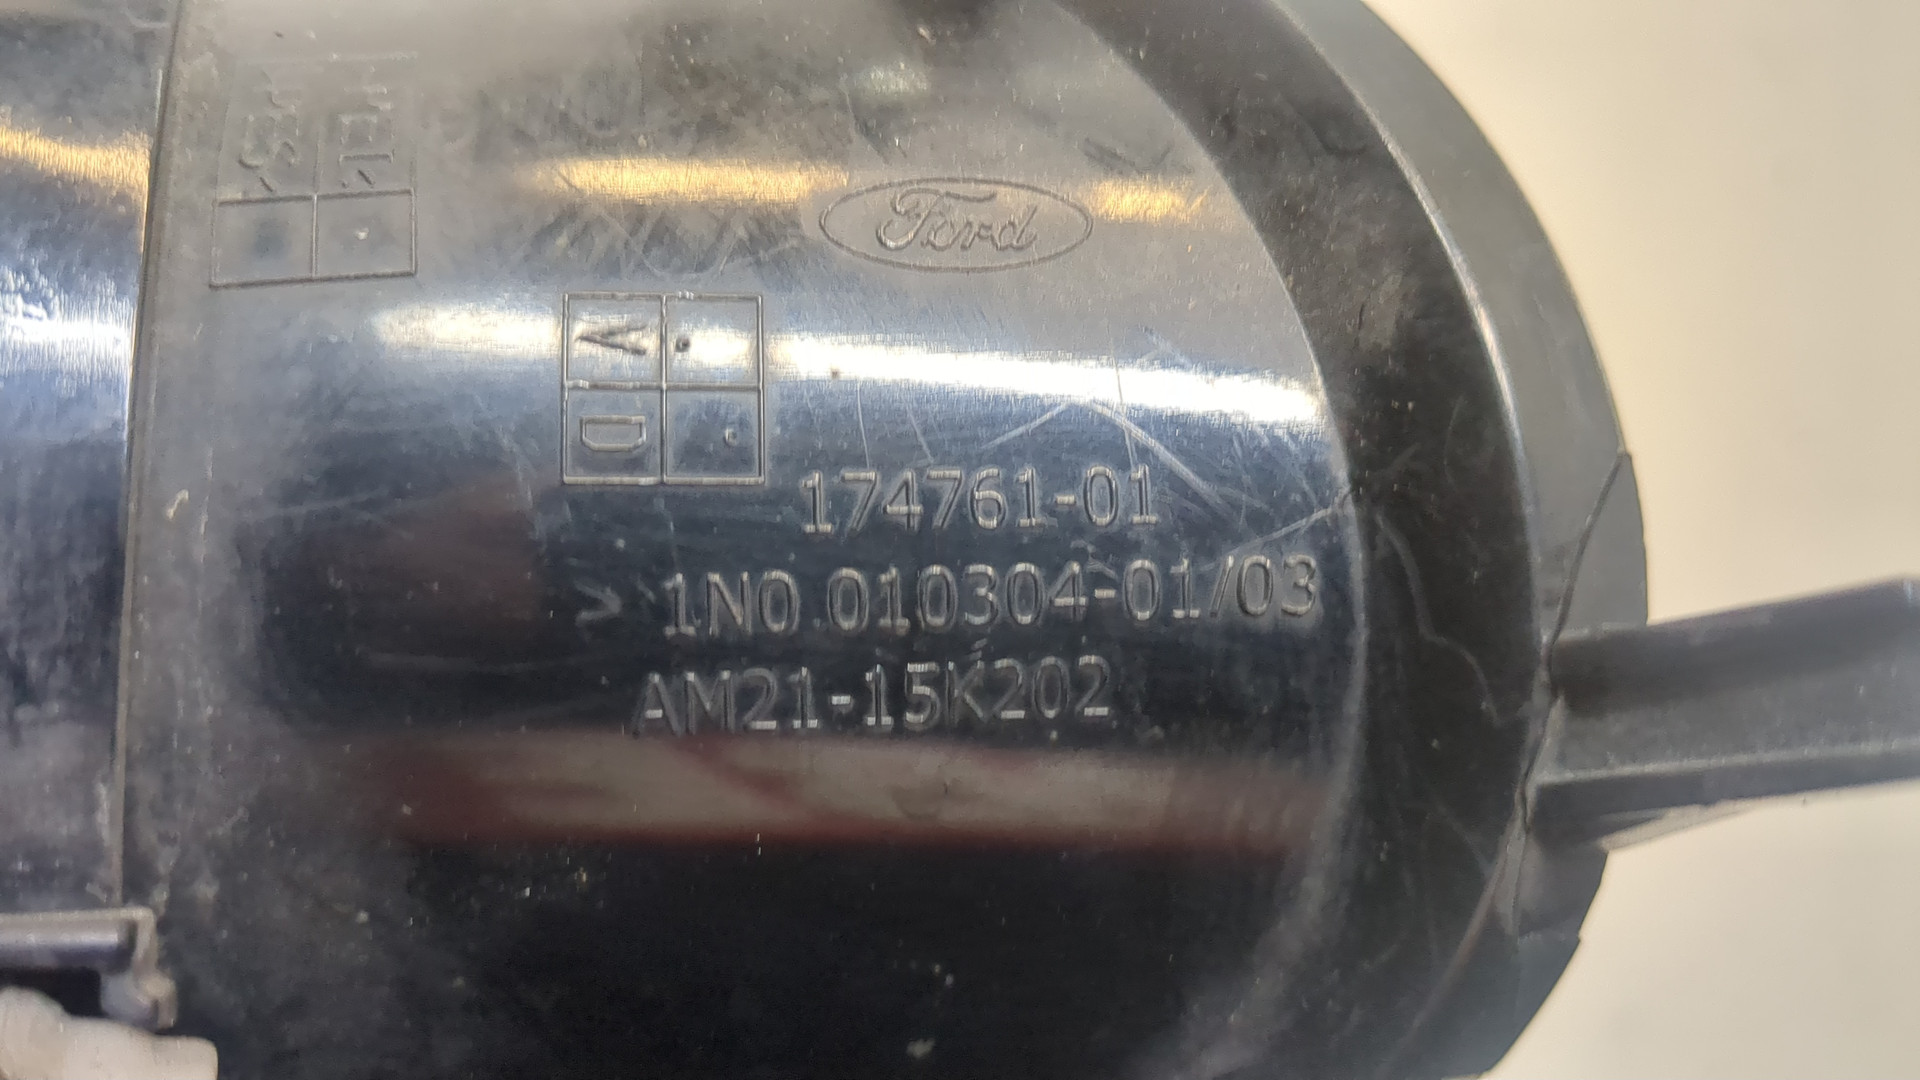 Ford
V
D
174761-01
> 1N0 010304-01/03
AM21-15K202